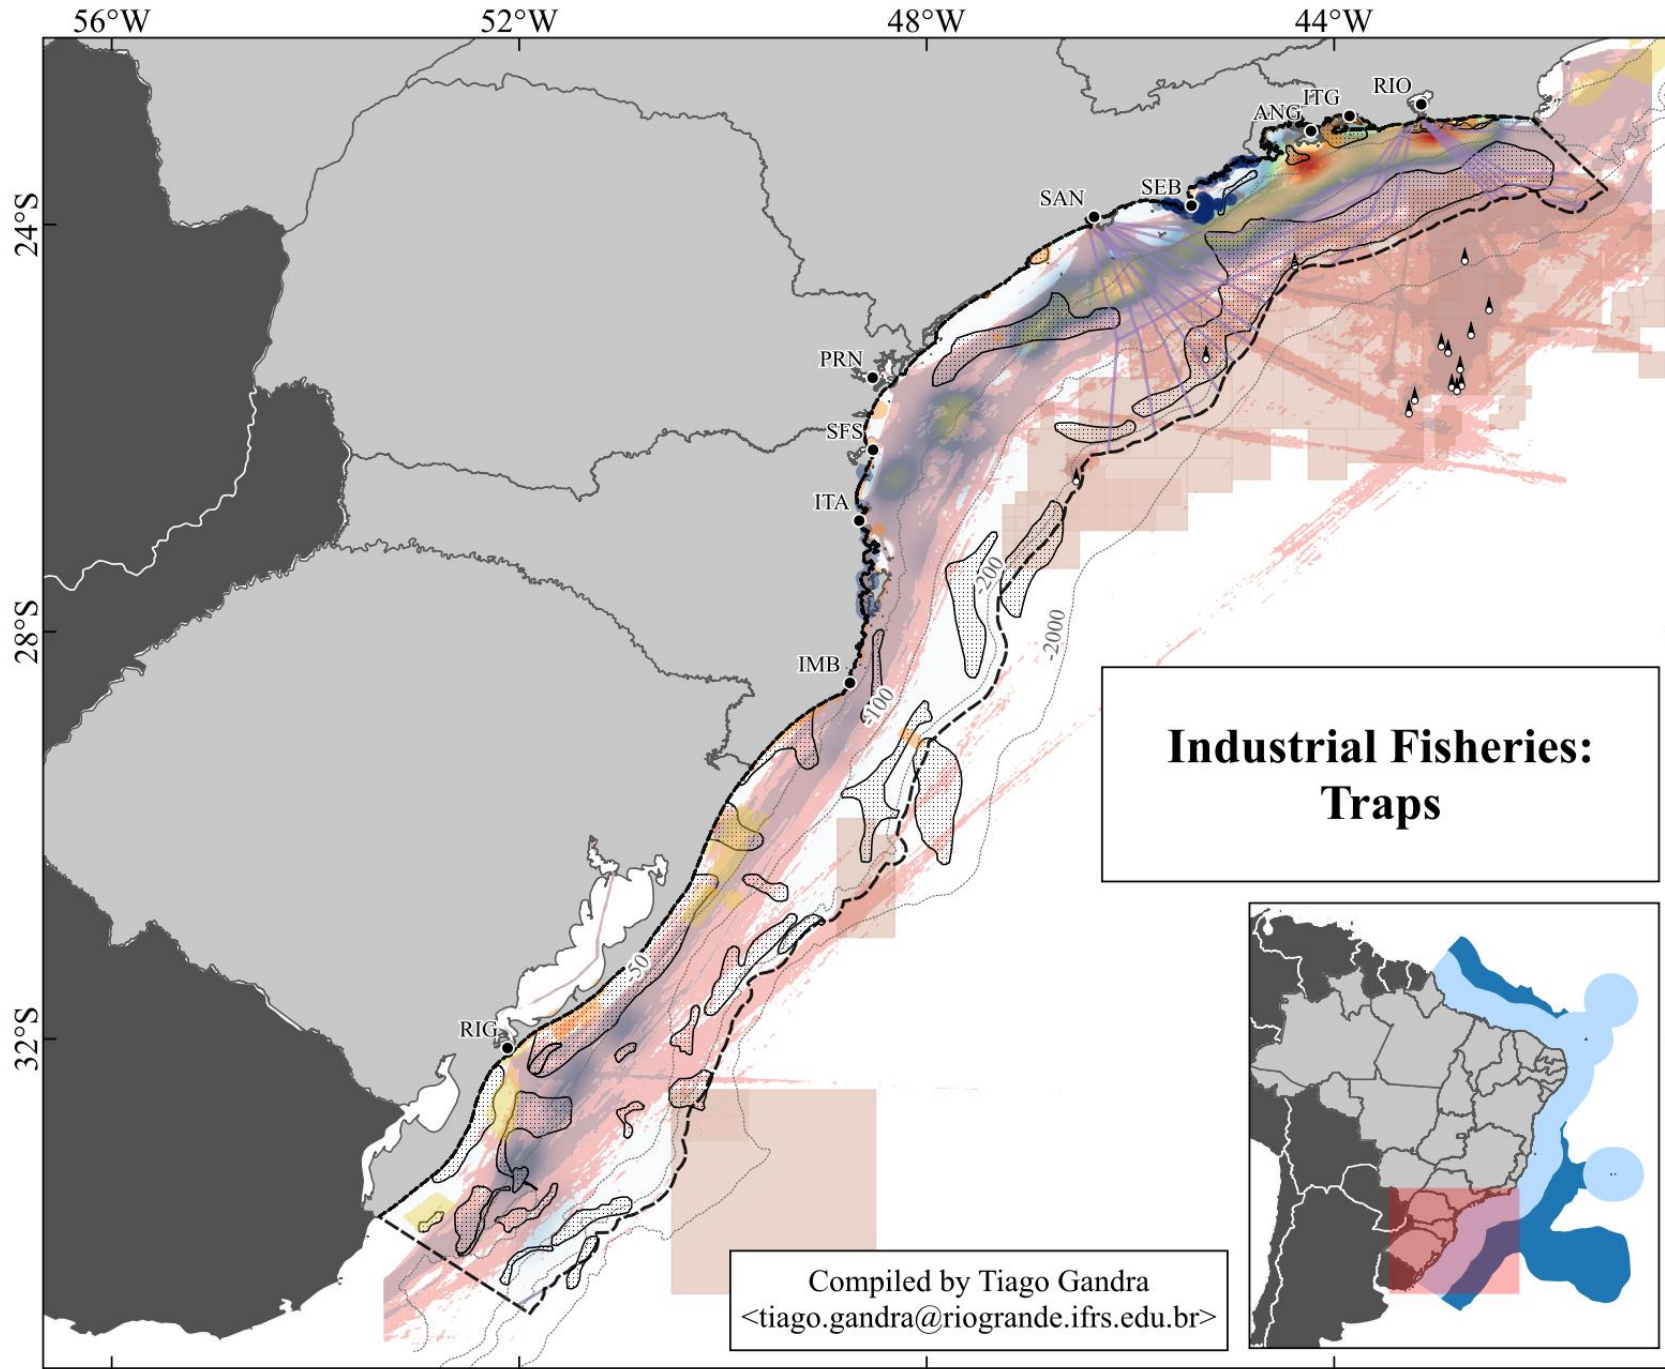 56°W 52°W 48°W 44°W
RIO
ITG
ANG
SEB
SAN
24°S
PRN
SFS
ITA
-200
28°S
-2000
IMB
-100
Industrial Fisheries:
Traps
-50
RIG
32°S
Compiled by Tiago Gandra
<tiago.gandra@riogrande.ifrs.edu.br>